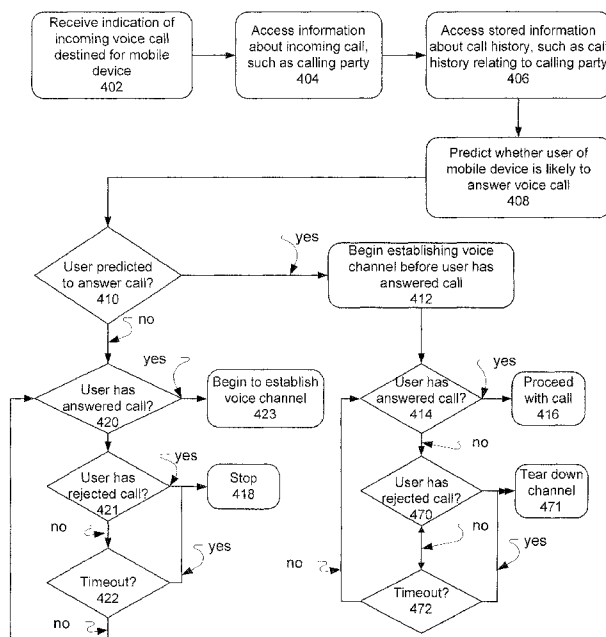 Receive indication of
incoming voice call
destined for mobile
device
402
Access information
about incoming call,
such as calling party
404
Access stored information
about call history, such as call
history relating to calling party
406
Predict whether user of
mobile device is likely to
answer voice call
408
User predicted
to answer call?
410
yes
no
Begin establishing voice
channel before user has
answered call
412
User has
answered call?
420
yes
Begin to establish
voice channel
423
User has
answered call?
414
yes
no
Proceed
with call
416
User has
rejected call?
421
yes
no
Stop
418
User has
rejected call?
470
no
Tear down
channel
471
Timeout?
422
yes
no
Timeout?
472
yes
no